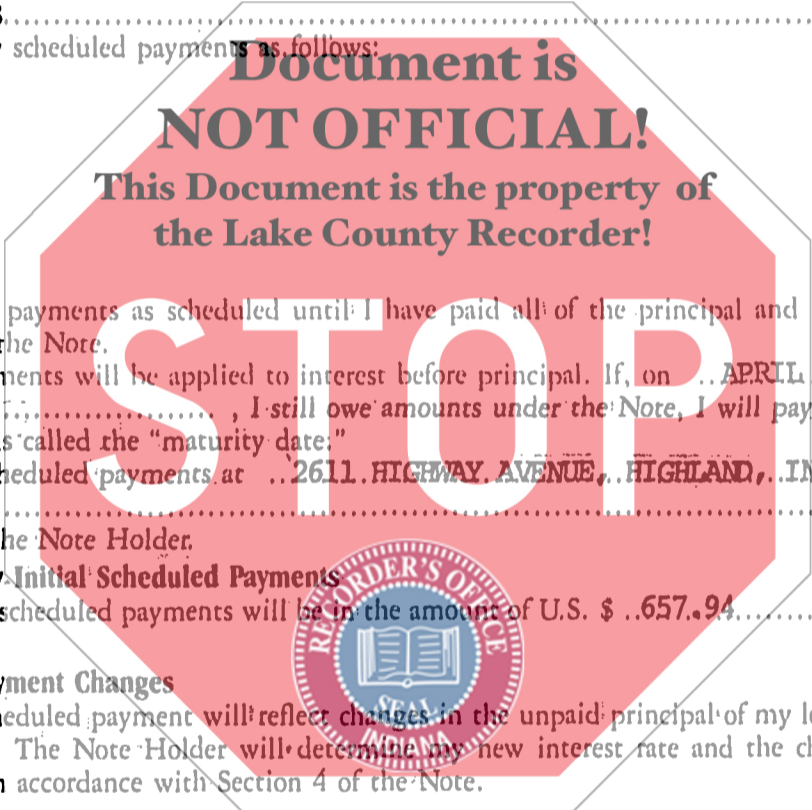 scheduled payments as follows:
Document is
NOT OFFICIAL!
This Document is the property of
the Lake County Recorder!
payments as scheduled until I have paid all of the principal and
the Note.
ments will be applied to interest before principal. If, on ..APRIL
.................... , I still owe amounts under the Note, I will pay
s called the "maturity date."
STOP
eduled payments at ..2611 HIGHWAY AVENUE, HIGHLAND, IN
he Note Holder.
Initial Scheduled Payments
scheduled payments will be in the amount of U.S. $ ..657.94......
RECORDER'S OFFICE
SEAL
INDIANA
yment Changes
eduled payment will reflect changes in the unpaid principal of my lo
The Note Holder will determine my new interest rate and the ch
accordance with Section 4 of the Note.